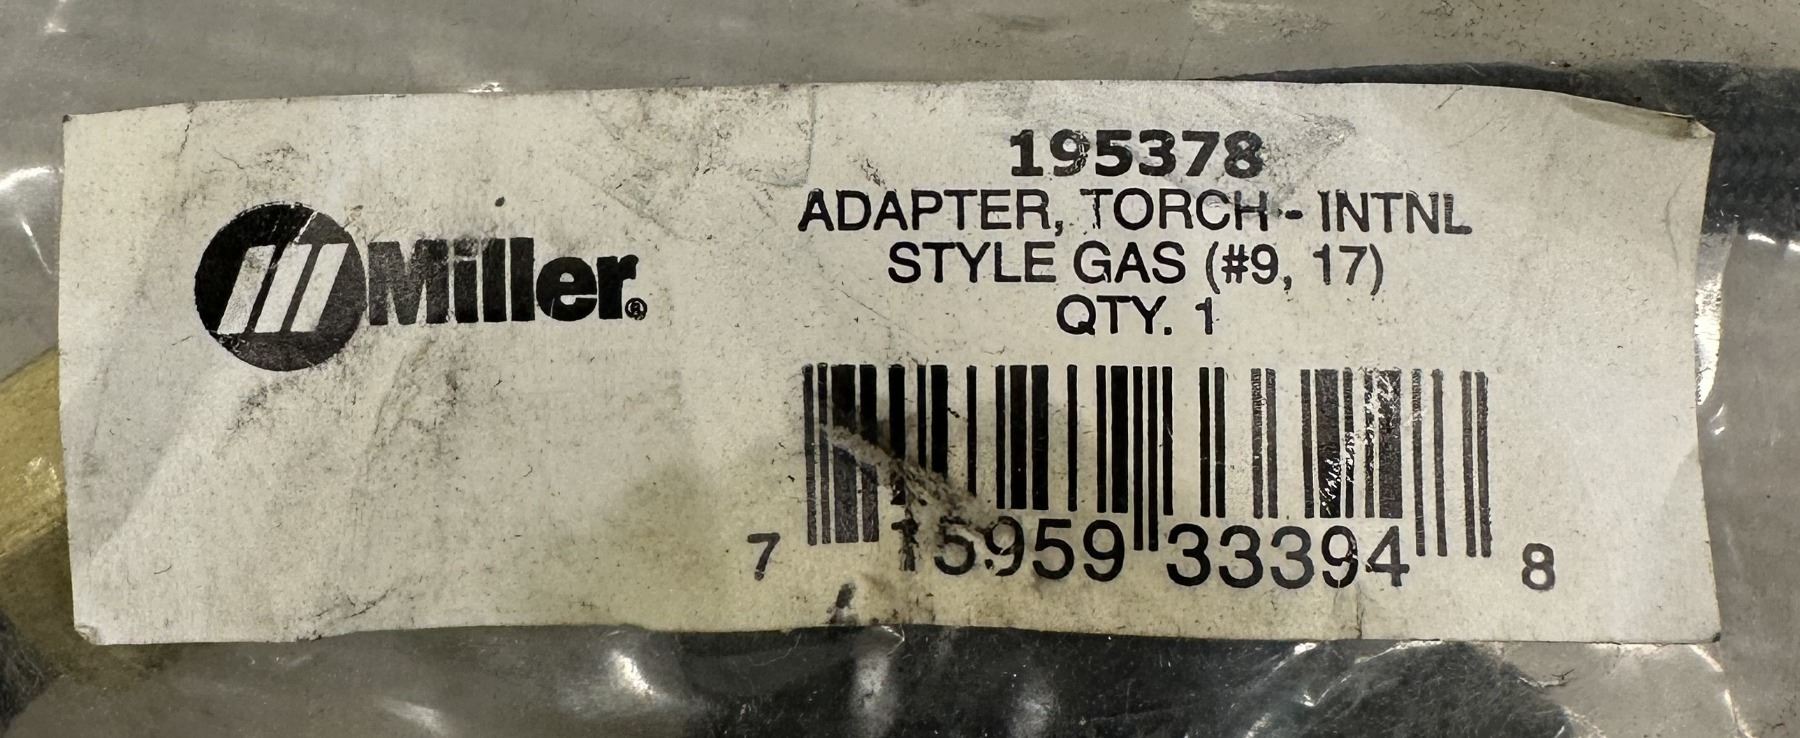 Miller®
195378
ADAPTER, TORCH - INTNL
STYLE GAS (#9, 17)
QTY. 1
7 15959 33394 8